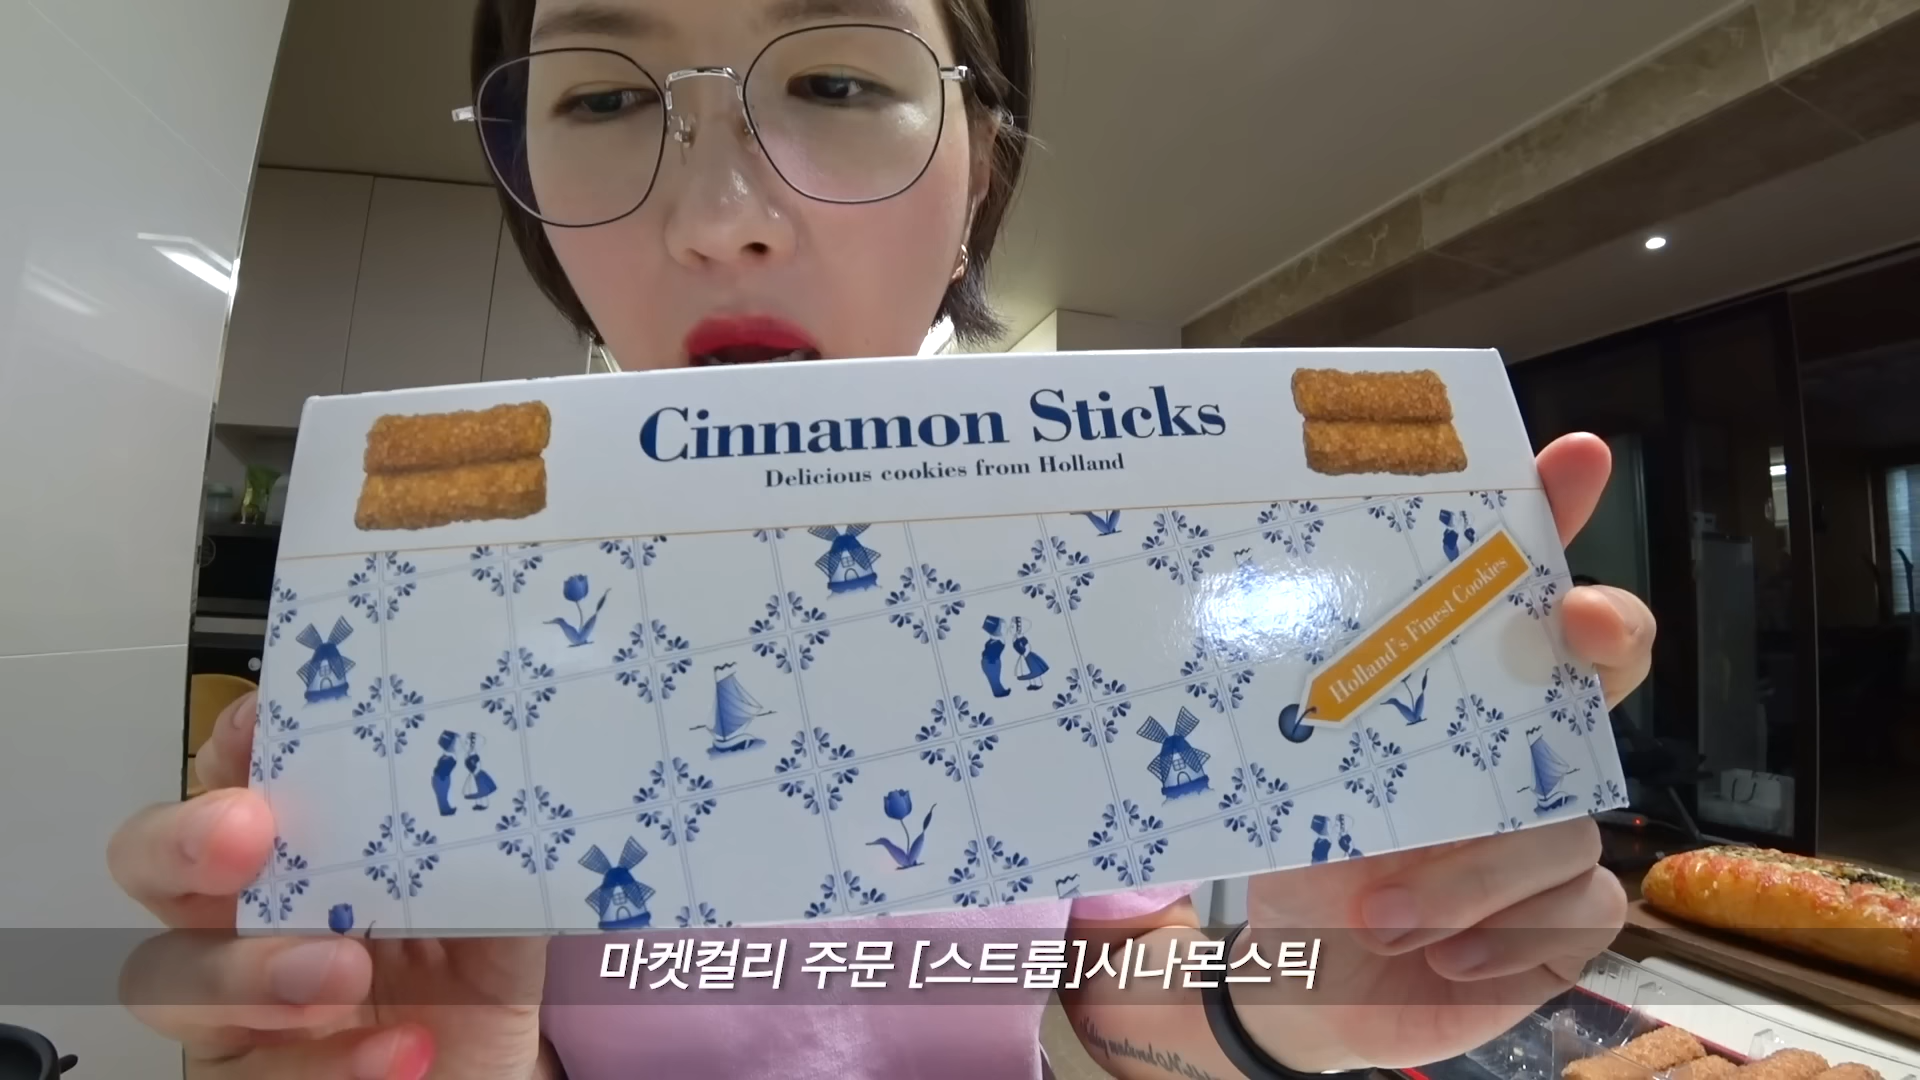 Cinnamon Sticks
Delicious cookies from Holland
Holland's Finest Cookies
마켓컬리 주문 [스트룹]시나몬스틱